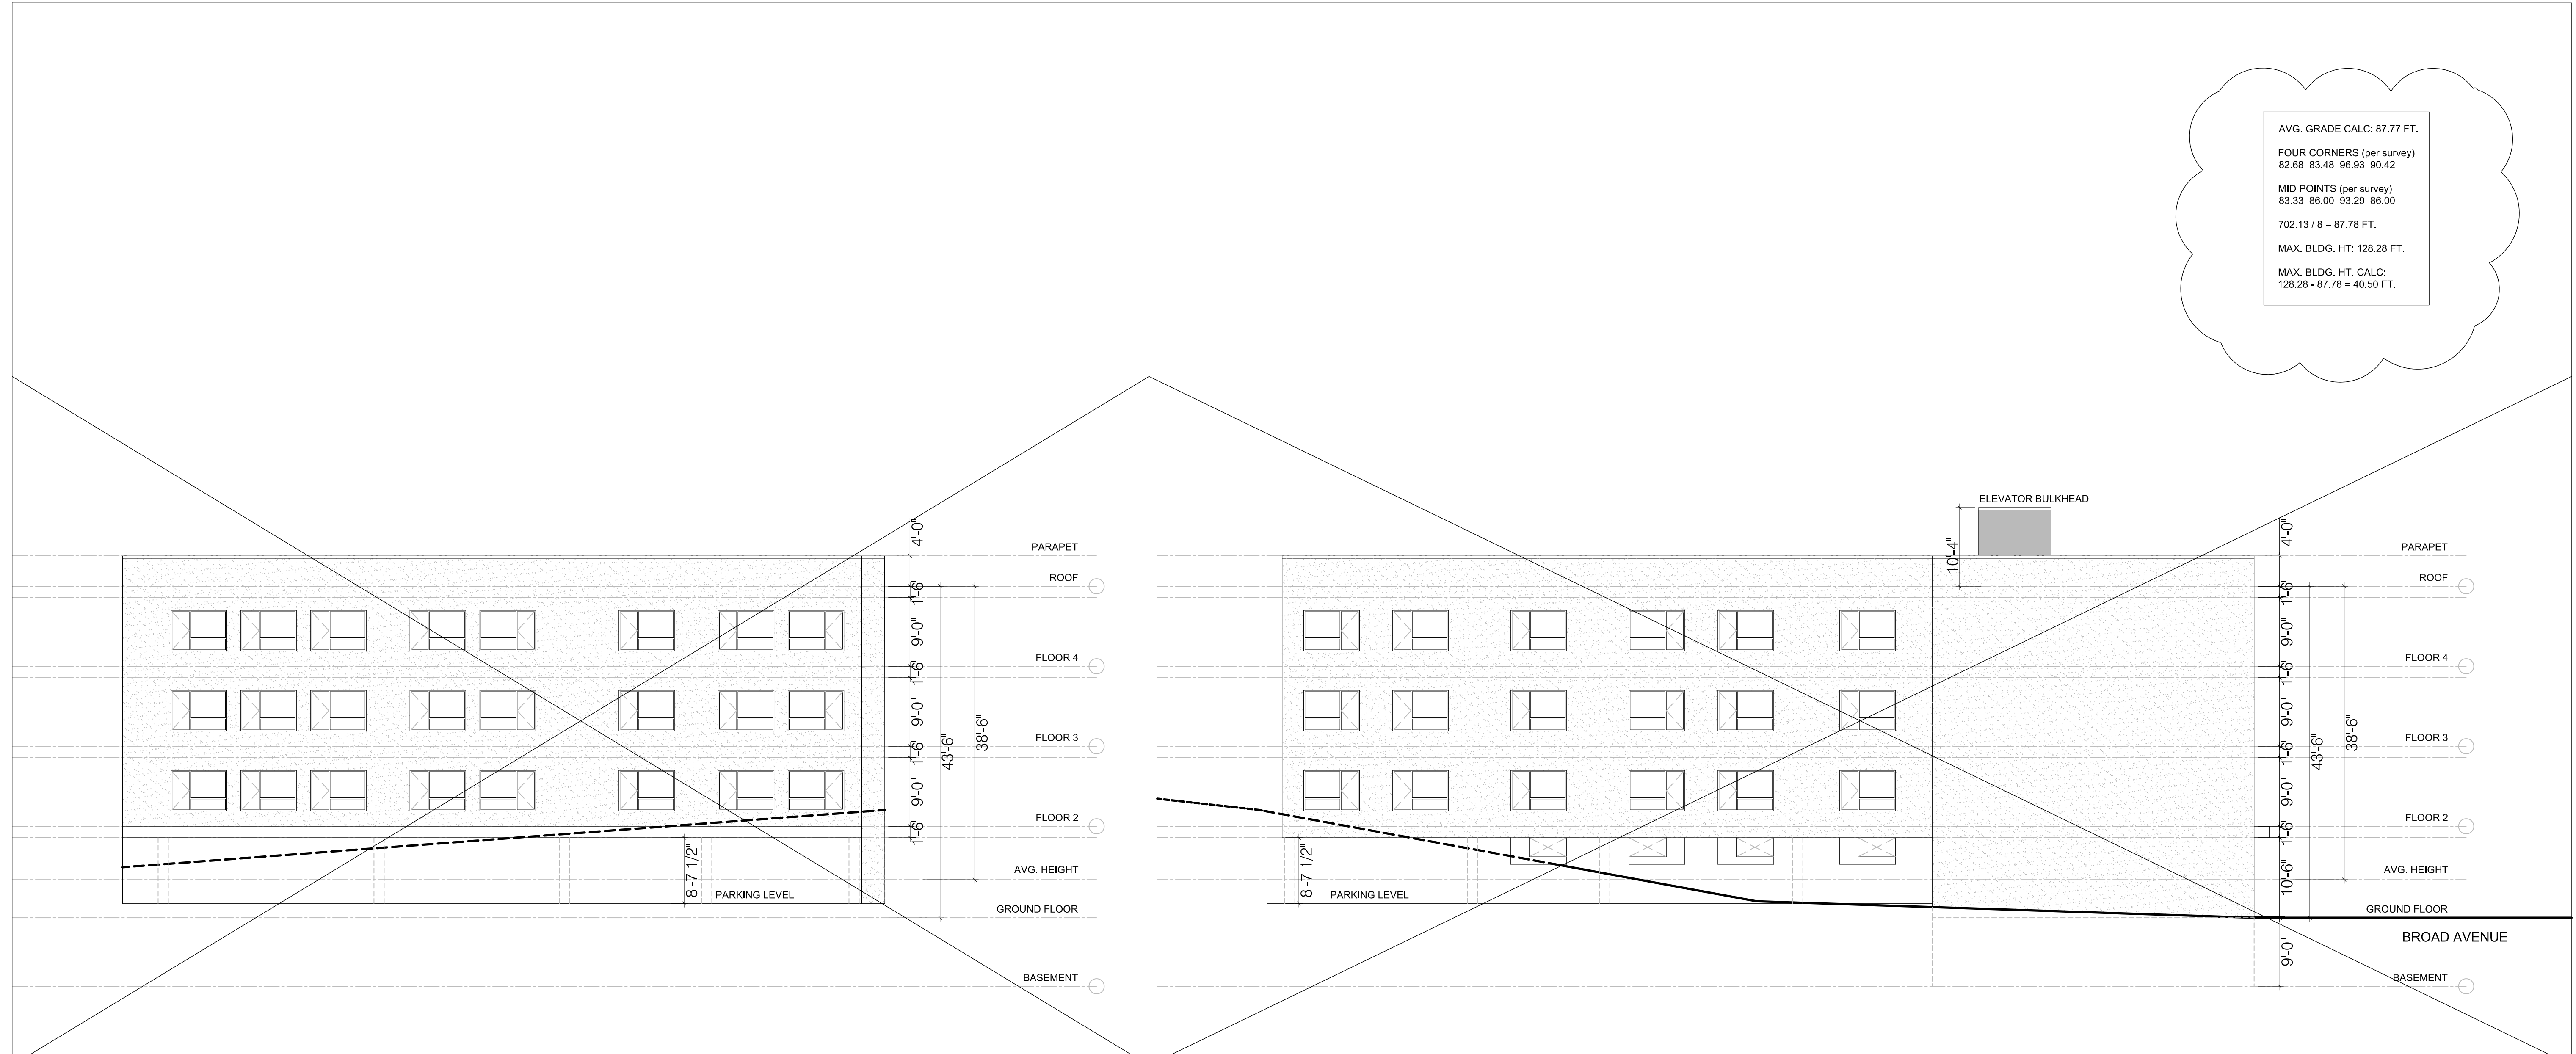 AVG. GRADE CALC: 87.77 FT.
FOUR CORNERS (per survey)
82.68 83.48 96.93 90.42
MID POINTS (per survey)
83.33 86.00 93.29 86.00
702.13 / 8 = 87.78 FT.
MAX. BLDG. HT: 128.28 FT.
MAX. BLDG. HT. CALC:
128.28 - 87.78 = 40.50 FT.
4'-0"
PARAPET
ROOF
1'-6"
9'-0"
FLOOR 4
1'-6"
9'-0"
FLOOR 3
1'-6"
43'-6"
38'-6"
9'-0"
FLOOR 2
1'-6"
8'-7 1/2"
AVG. HEIGHT
PARKING LEVEL
GROUND FLOOR
BASEMENT
ELEVATOR BULKHEAD
10'-4"
4'-0"
PARAPET
ROOF
1'-6"
9'-0"
FLOOR 4
1'-6"
9'-0"
FLOOR 3
1'-6"
43'-6"
38'-6"
9'-0"
FLOOR 2
1'-6"
8'-7 1/2"
AVG. HEIGHT
10'-6"
PARKING LEVEL
GROUND FLOOR
BROAD AVENUE
9'-0"
BASEMENT